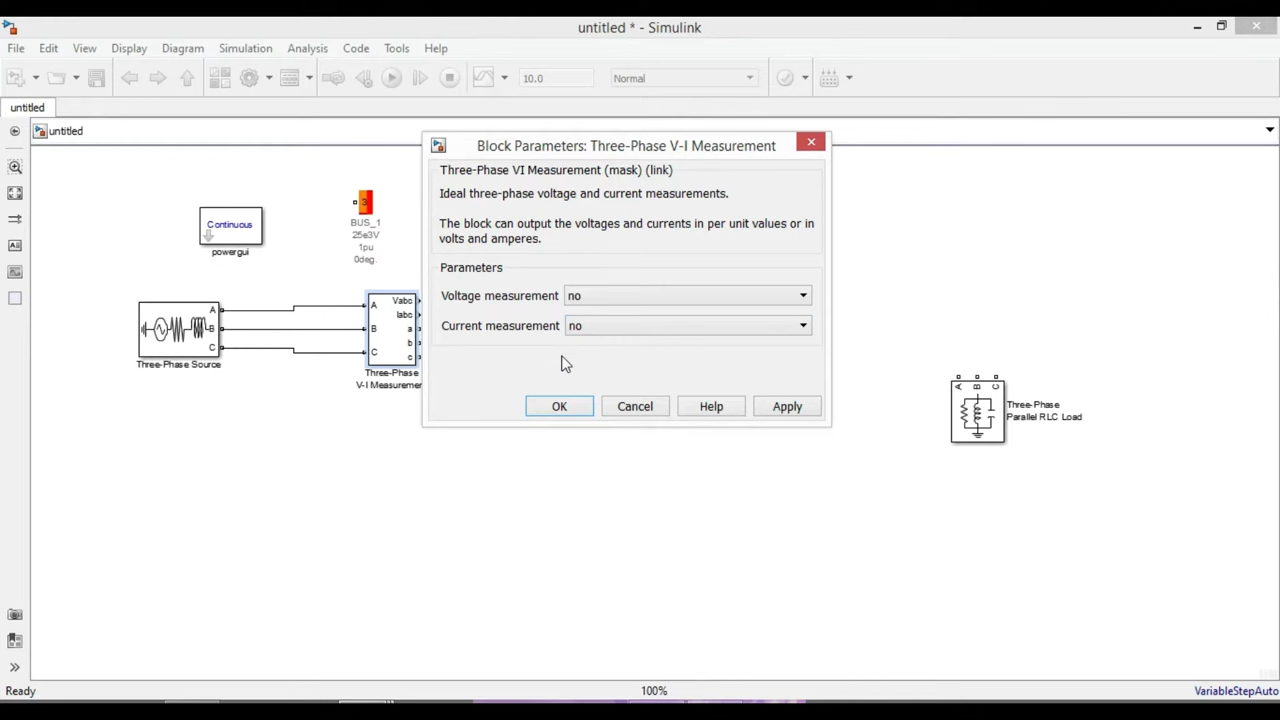 untitled * - Simulink
File Edit View Display Diagram Simulation Analysis Code Tools Help
10.0 Normal
untitled
untitled
Block Parameters: Three-Phase V-I Measurement
Three-Phase VI Measurement (mask) (link)
Ideal three-phase voltage and current measurements.
The block can output the voltages and currents in per unit values or in
volts and amperes.
Parameters
Voltage measurement no
Current measurement no
OK Cancel Help Apply
Continuous
powergui
3
BUS_1
25e3V
1pu
0deg.
A
B
C
Three-Phase Source
A
B
C
Vabc
Iabc
a
b
c
Three-Phase
V-I Measuremen
A B C
Three-Phase
Parallel RLC Load
Ready 100% VariableStepAuto